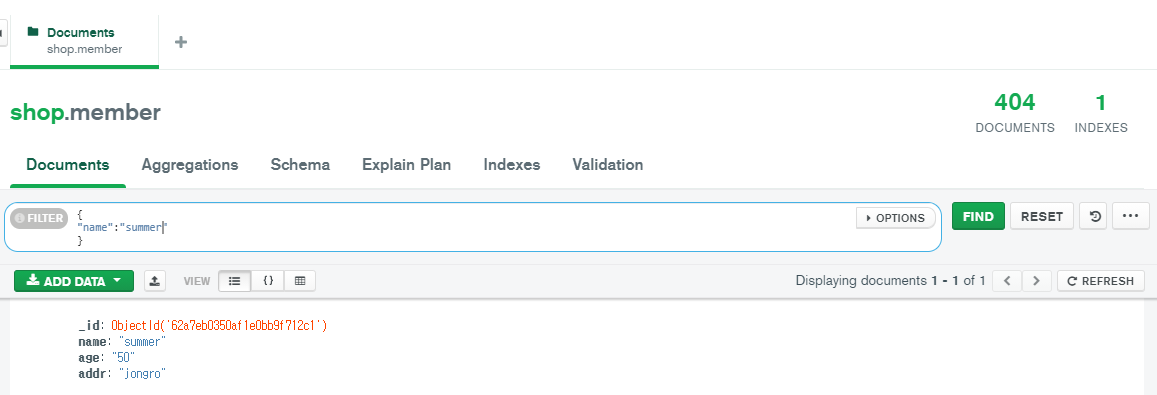 Documents
shop.member
shop.member
404
DOCUMENTS
1
INDEXES
Documents Aggregations Schema Explain Plan Indexes Validation
FILTER
{
"name":"summer"
}
OPTIONS
FIND
RESET
ADD DATA
VIEW
{}
Displaying documents 1 - 1 of 1
REFRESH
_id: ObjectId('62a7eb0350af1e0bb9f712c1')
name: "summer"
age: "50"
addr: "jongro"